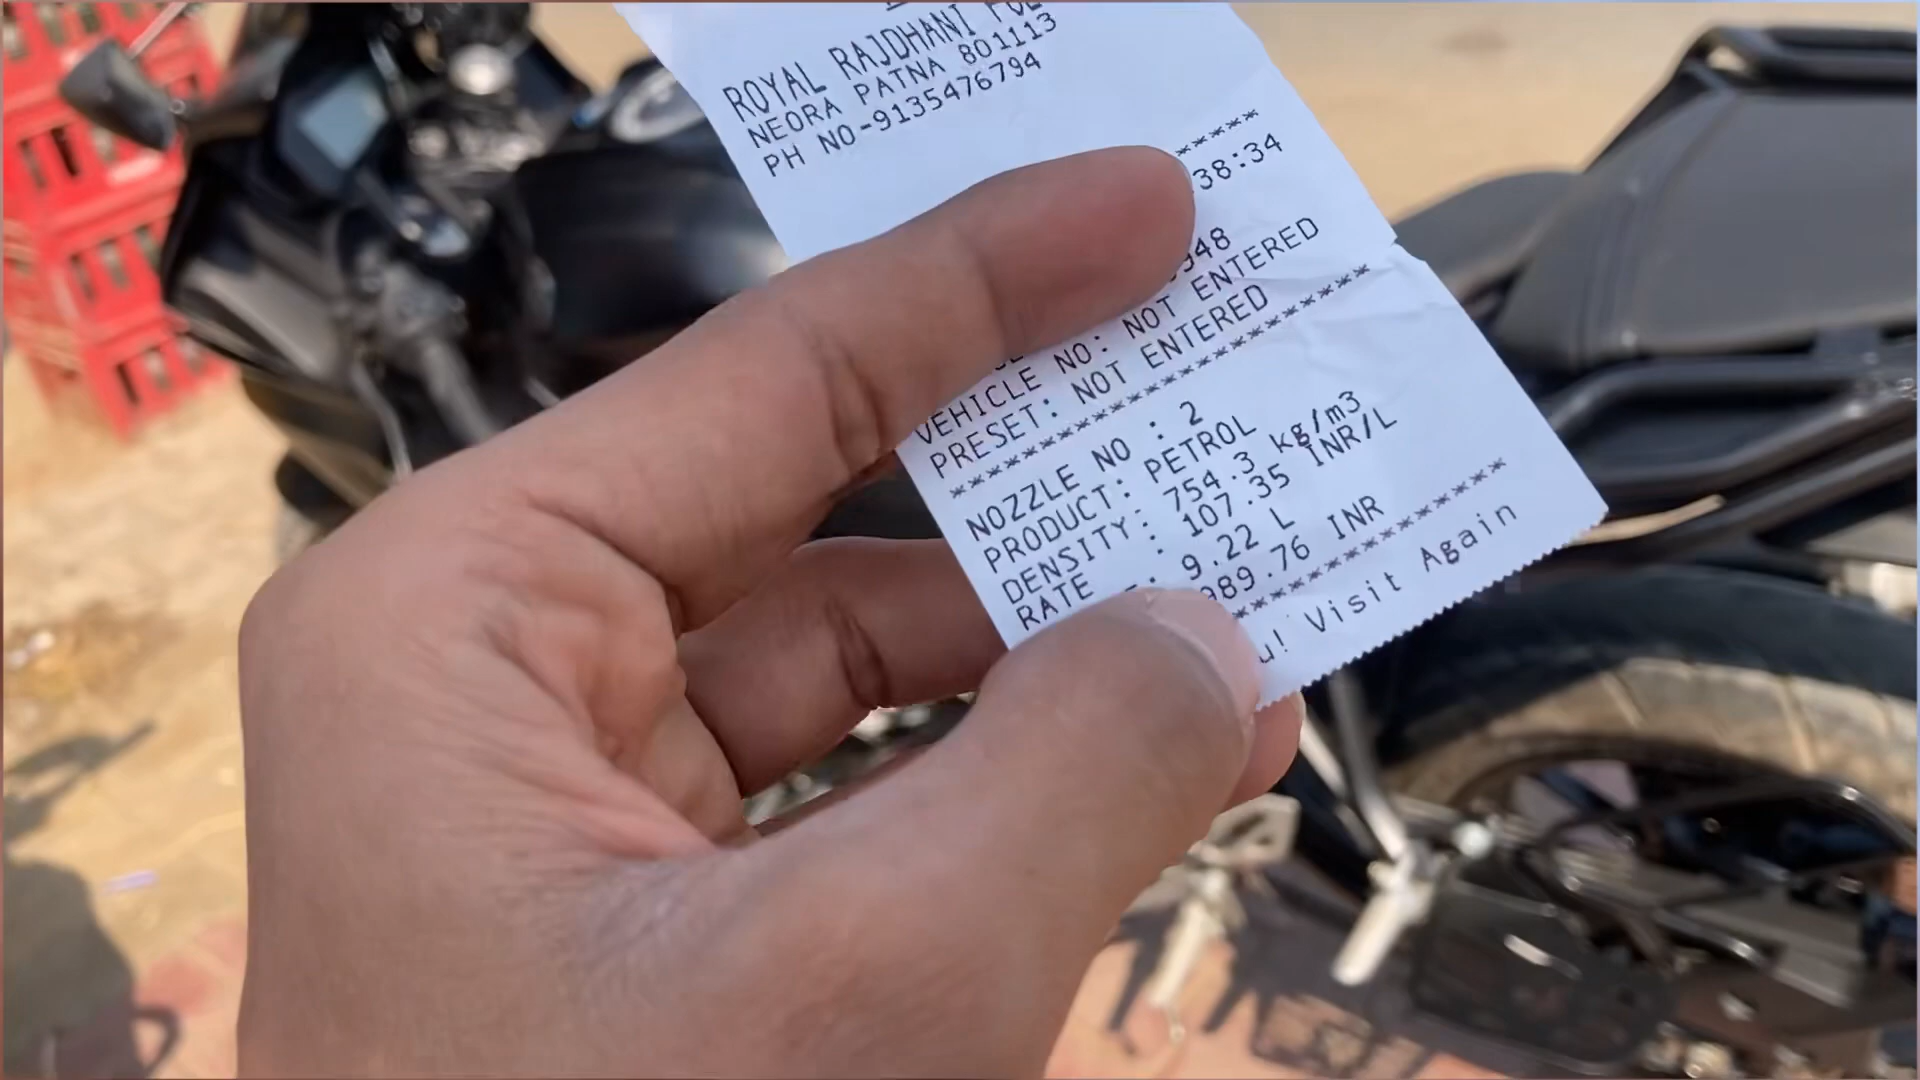 ROYAL RAJDHANI
NEORA PATNA 801113
PH NO-9135476794
*****
38:34
948
VEHICLE NO: NOT ENTERED
PRESET: NOT ENTERED
**************************
NOZZLE NO : 2
PRODUCT: PETROL
DENSITY: 754.3 kg/m3
RATE : 107.35 INR/L
: 9.22 L
989.76 INR
*****************
u! Visit Again